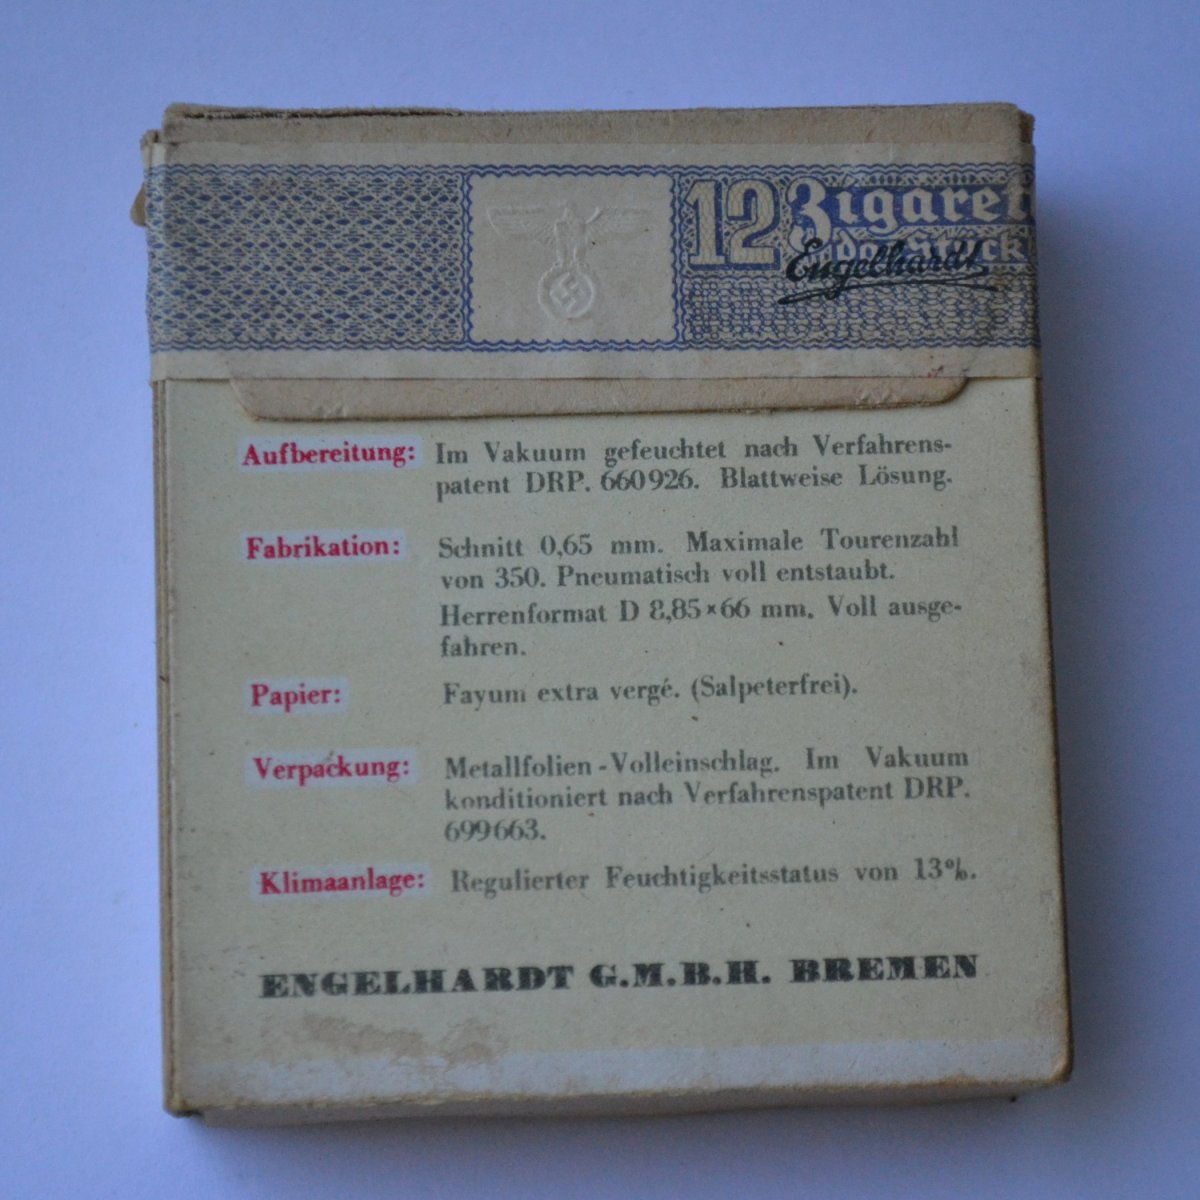 12 Zigaret
das Stück
Engelhardt
Aufbereitung: Im Vakuum gefeuchtet nach Verfahrens-
patent DRP. 660926. Blattweise Lösung.
Fabrikation: Schnitt 0,65 mm. Maximale Tourenzahl
von 350. Pneumatisch voll entstaubt.
Herrenformat D 8,85×66 mm. Voll ausge-
fahren.
Papier: Fayum extra vergé. (Salpeterfrei).
Verpackung: Metallfolien-Volleinschlag. Im Vakuum
konditioniert nach Verfahrenspatent DRP.
699663.
Klimaanlage: Regulierter Feuchtigkeitsstatus von 13%.
ENGELHARDT G.M.B.H. BREMEN